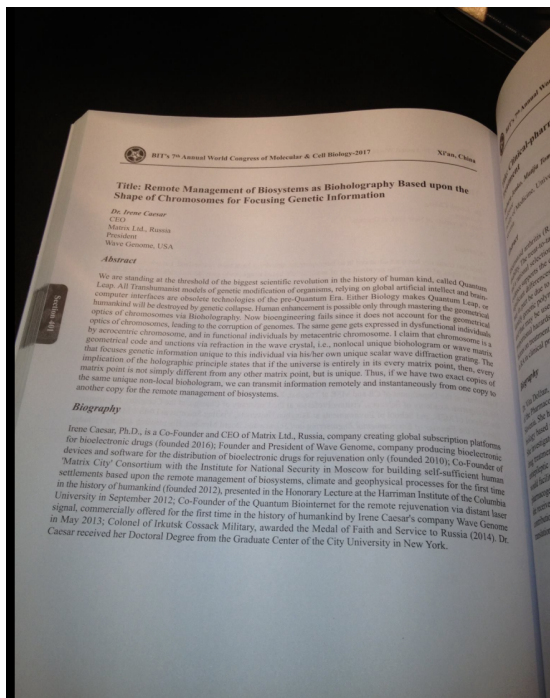 BIT's 7th Annual World Congress of Molecular & Cell Biology-2017
Xi'an, China
Title: Remote Management of Biosystems as Bioholography Based upon the
Shape of Chromosomes for Focusing Genetic Information
Dr. Irene Caesar
CEO
Matrix Ltd., Russia
President
Wave Genome, USA
Abstract
We are standing at the threshold of the biggest scientific revolution in the history of human kind, called Quantum
Leap. All Transhumanist models of genetic modification of organisms, relying on global artificial intellect and brain-
computer interfaces are obsolete technologies of the pre-Quantum Era. Either Biology makes Quantum Leap, or
humankind will be destroyed by genetic collapse. Human enhancement is possible only through mastering the geometrical
optics of chromosomes via Bioholography. Now bioengineering fails since it does not account for the geometrical
optics of chromosomes, leading to the corruption of genomes. The same gene gets expressed in dysfunctional individuals
by acrocentric chromosome, and in functional individuals by metacentric chromosome. I claim that chromosome is a
geometrical code and unctions via refraction in the wave crystal, i.e., nonlocal unique biohologram or wave matrix
that focuses genetic information unique to this individual via his/her own unique scalar wave diffraction grating. The
implication of the holographic principle states that if the universe is entirely in its every matrix point, then, every
matrix point is not simply different from any other matrix point, but is unique. Thus, if we have two exact copies of
the same unique non-local biohologram, we can transmit information remotely and instantaneously from one copy to
another copy for the remote management of biosystems.
Biography
Irene Caesar, Ph.D., is a Co-Founder and CEO of Matrix Ltd., Russia, company creating global subscription platforms
for bioelectronic drugs (founded 2016); Founder and President of Wave Genome, company producing bioelectronic
devices and software for the distribution of bioelectronic drugs for rejuvenation only (founded 2010); Co-Founder of
'Matrix City' Consortium with the Institute for National Security in Moscow for building self-sufficient human
settlements based upon the remote management of biosystems, climate and geophysical processes for the first time
in the history of humankind (founded 2012), presented in the Honorary Lecture at the Harriman Institute of the Columbia
University in September 2012; Co-Founder of the Quantum Biointernet for the remote rejuvenation via distant laser
signal, commercially offered for the first time in the history of humankind by Irene Caesar's company Wave Genome
in May 2013; Colonel of Irkutsk Cossack Military, awarded the Medal of Faith and Service to Russia (2014). Dr.
Caesar received her Doctoral Degree from the Graduate Center of the City University in New York.
Section 401